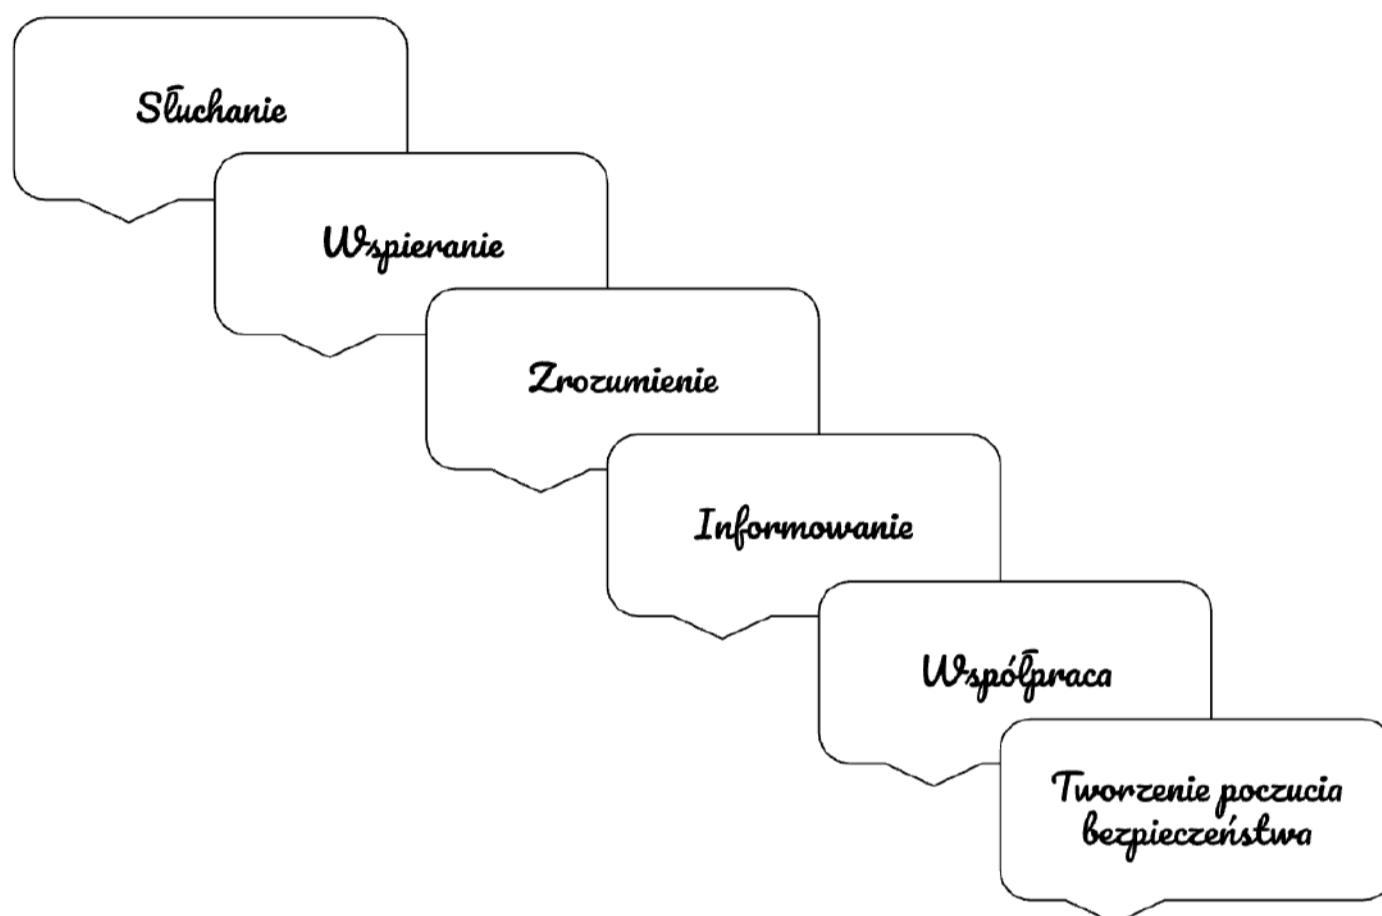 Słuchanie
Wspieranie
Zrozumienie
Informowanie
Współpraca
Tworzenie poczucia
bezpieczeństwa